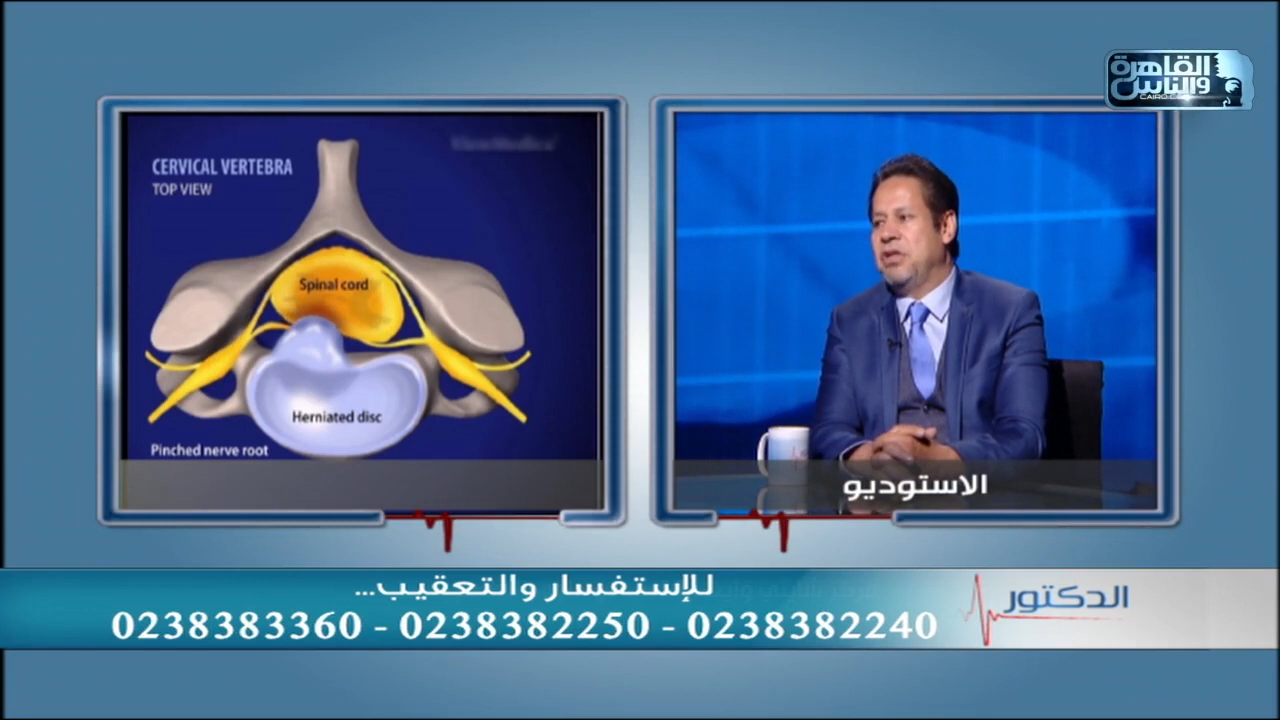 القاهرة
والناس
CERVICAL VERTEBRA
TOP VIEW
Spinal cord
Herniated disc
Pinched nerve root
الاستوديو
للإستفسار والتعقيب...
0238383360 - 0238382250 - 0238382240
الدكتور